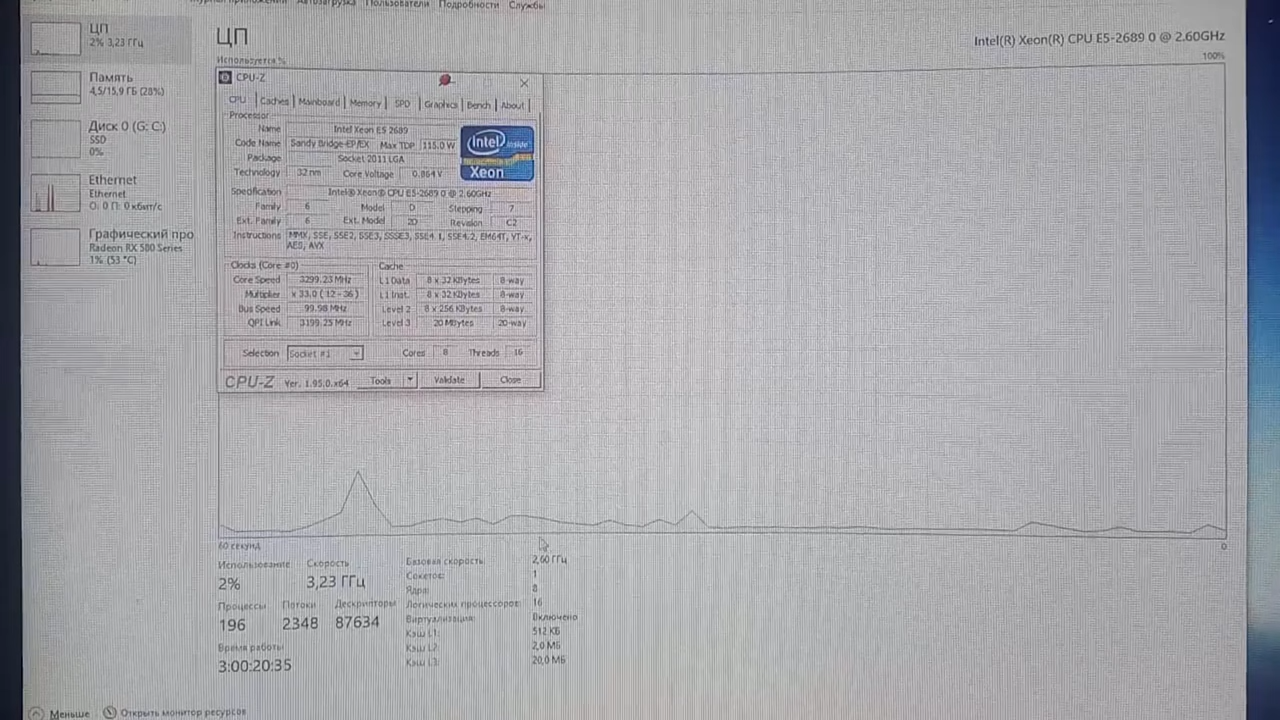 Автозагрузка Пользователи Подробности Службы
ЦП
2% 3,23 ГГц
Память
4,5/15,9 ГБ (28%)
Диск 0 (G: C:)
SSD
0%
Ethernet
Ethernet
О: 0 П: 0 кбит/с
Графический про
Radeon RX 580 Series
1% (53 °C)
ЦП
Intel(R) Xeon(R) CPU E5-2689 0 @ 2.60GHz
Используется %
100%
CPU-Z
CPU Caches Mainboard Memory SPD Graphics Bench About
Processor
Name Intel Xeon E5 2689
Code Name Sandy Bridge-EP/EX Max TDP 115.0 W
Package Socket 2011 LGA
Technology 32 nm Core Voltage 0.864 V
Specification Intel® Xeon® CPU E5-2689 0 @ 2.60GHz
Family 6 Model D Stepping 7
Ext. Family 6 Ext. Model 2D Revision C2
Instructions MMX, SSE, SSE2, SSE3, SSSE3, SSE4.1, SSE4.2, EM64T, VT-x,
AES, AVX
intel inside
Xeon
Clocks (Core #0)
Core Speed 3299.23 MHz
Multiplier x 33.0 ( 12 - 36 )
Bus Speed 99.98 MHz
QPI Link 3199.25 MHz
Cache
L1 Data 8 x 32 KBytes 8-way
L1 Inst. 8 x 32 KBytes 8-way
Level 2 8 x 256 KBytes 8-way
Level 3 20 MBytes 20-way
Selection Socket #1 Cores 8 Threads 16
CPU-Z Ver. 1.95.0.x64 Tools Validate Close
60 секунд
0
Использование Скорость
2% 3,23 ГГц
Процессы Потоки Дескрипторы
196 2348 87634
Время работы
3:00:20:35
Базовая скорость: 2,60 ГГц
Сокетов: 1
Ядра: 8
Логических процессоров: 16
Виртуализация: Включено
Кэш L1: 512 КБ
Кэш L2: 2,0 МБ
Кэш L3: 20,0 МБ
Меньше Открыть монитор ресурсов